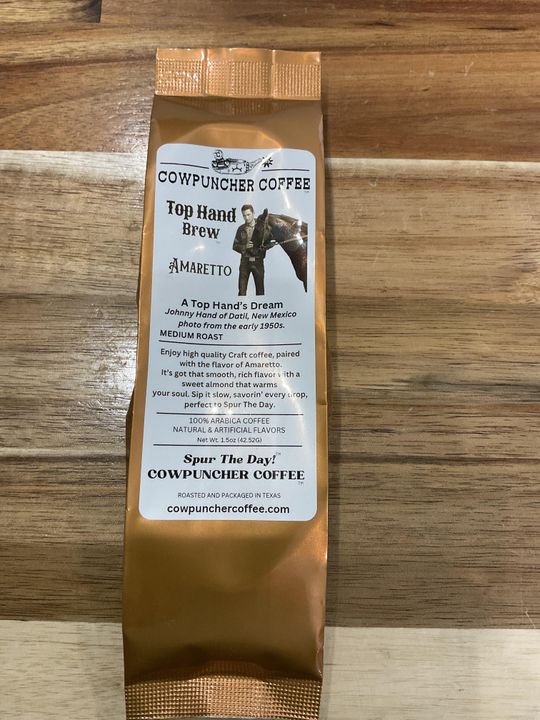 COWPUNCHER COFFEE
Top Hand
Brew
AMARETTO
A Top Hand's Dream
Johnny Hand of Datil, New Mexico
photo from the early 1950s.
MEDIUM ROAST
Enjoy high quality Craft coffee, paired
with the flavor of Amaretto.
It's got that smooth, rich flavor with a
sweet almond that warms
your soul. Sip it slow, savorin' every drop,
perfect to Spur The Day.
100% ARABICA COFFEE
NATURAL & ARTIFICIAL FLAVORS
Net Wt. 1.5oz (42.52G)
Spur The Day!™
COWPUNCHER COFFEE™
ROASTED AND PACKAGED IN TEXAS
cowpunchercoffee.com